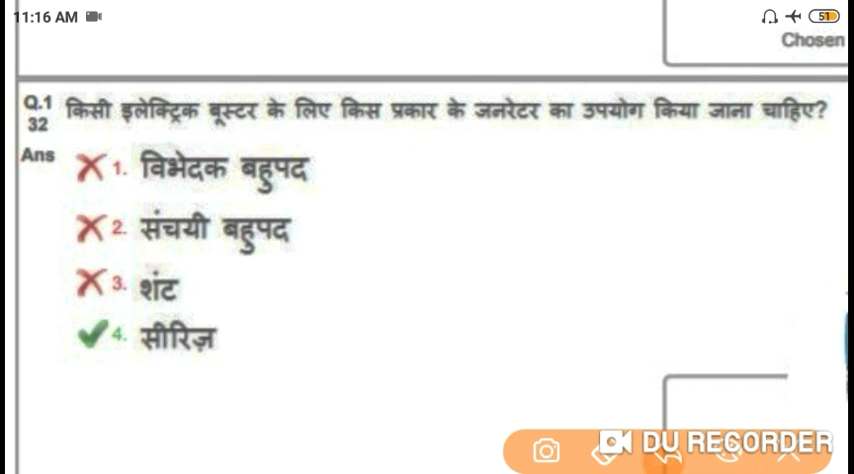 11:16 AM
51
Chosen
Q.1 किसी इलेक्ट्रिक बूस्टर के लिए किस प्रकार के जनरेटर का उपयोग किया जाना चाहिए?
32
Ans
1. विभेदक बहुपद
2. संचयी बहुपद
3. शंट
4. सीरिज़
DU RECORDER